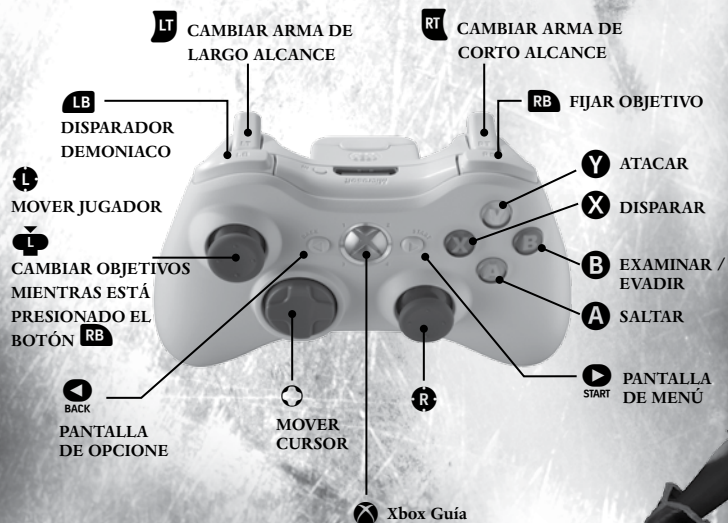 LT CAMBIAR ARMA DE
LARGO ALCANCE
RT CAMBIAR ARMA DE
CORTO ALCANCE
LB
DISPARADOR
DEMONIACO
RB FIJAR OBJETIVO
L
MOVER JUGADOR
L
CAMBIAR OBJETIVOS
MIENTRAS ESTÁ
PRESIONADO EL
BOTÓN RB
Y ATACAR
X DISPARAR
B EXAMINAR /
EVADIR
A SALTAR
BACK
PANTALLA
DE OPCIONE
MOVER
CURSOR
R
START
PANTALLA
DE MENÚ
Xbox Guía
Microsoft
Y
X
B
A